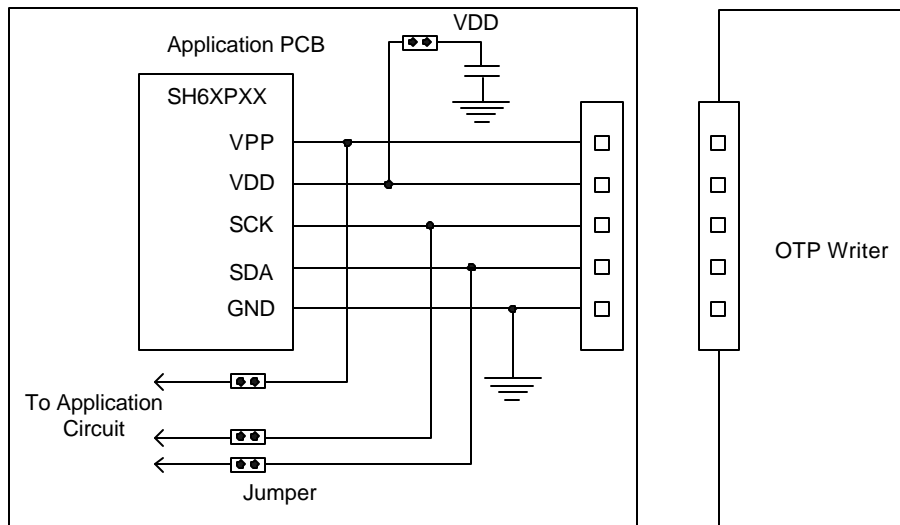 VDD
Application PCB
SH6XPXX
VPP
VDD
SCK
SDA
GND
OTP Writer
To Application
Circuit
Jumper